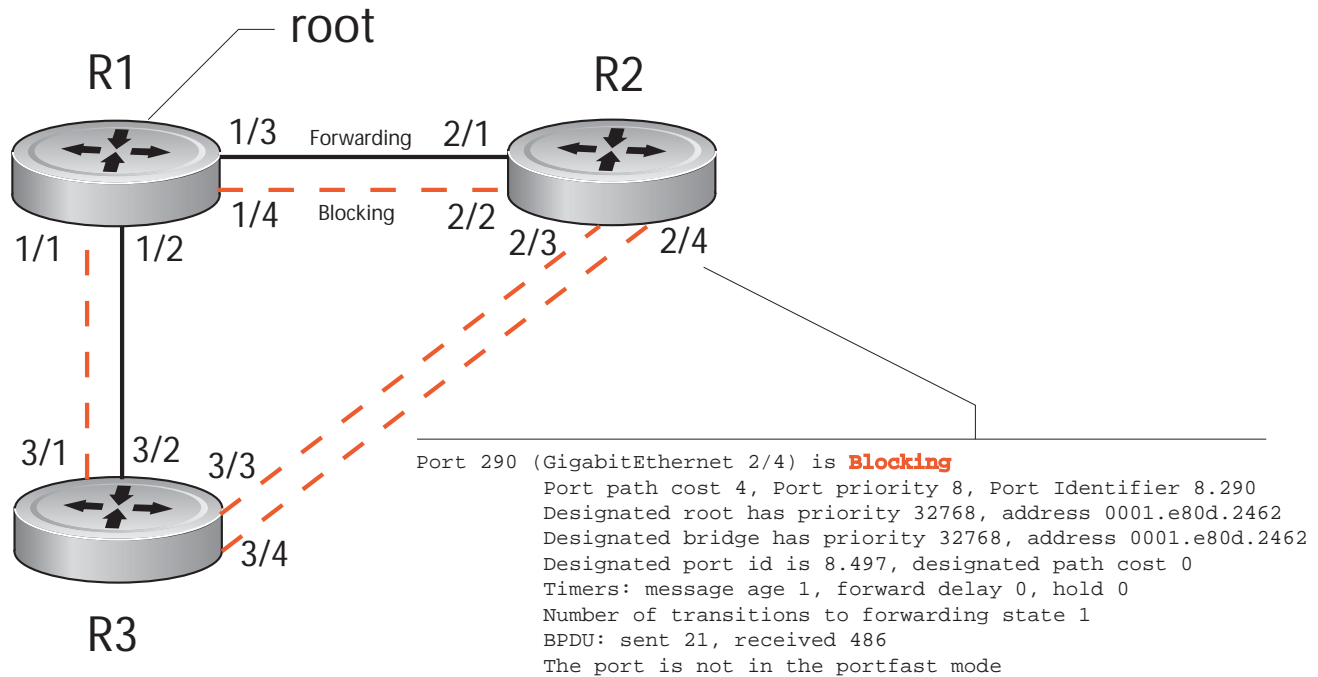 root
R1
R2
1/3
Forwarding
2/1
1/4
Blocking
2/2
1/1
1/2
2/3
2/4
3/1
3/2
3/3
3/4
R3
Port 290 (GigabitEthernet 2/4) is Blocking
Port path cost 4, Port priority 8, Port Identifier 8.290
Designated root has priority 32768, address 0001.e80d.2462
Designated bridge has priority 32768, address 0001.e80d.2462
Designated port id is 8.497, designated path cost 0
Timers: message age 1, forward delay 0, hold 0
Number of transitions to forwarding state 1
BPDU: sent 21, received 486
The port is not in the portfast mode